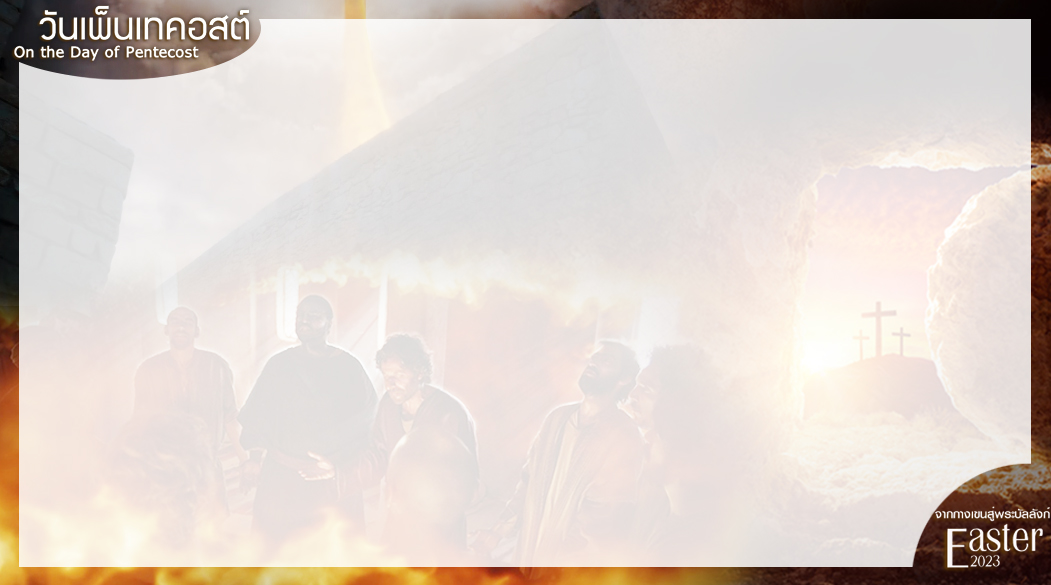 วันเพ็นเทคอสต์
On the Day of Pentecost
จากกางเขนสู่พระบัลลังก์
Easter
2023